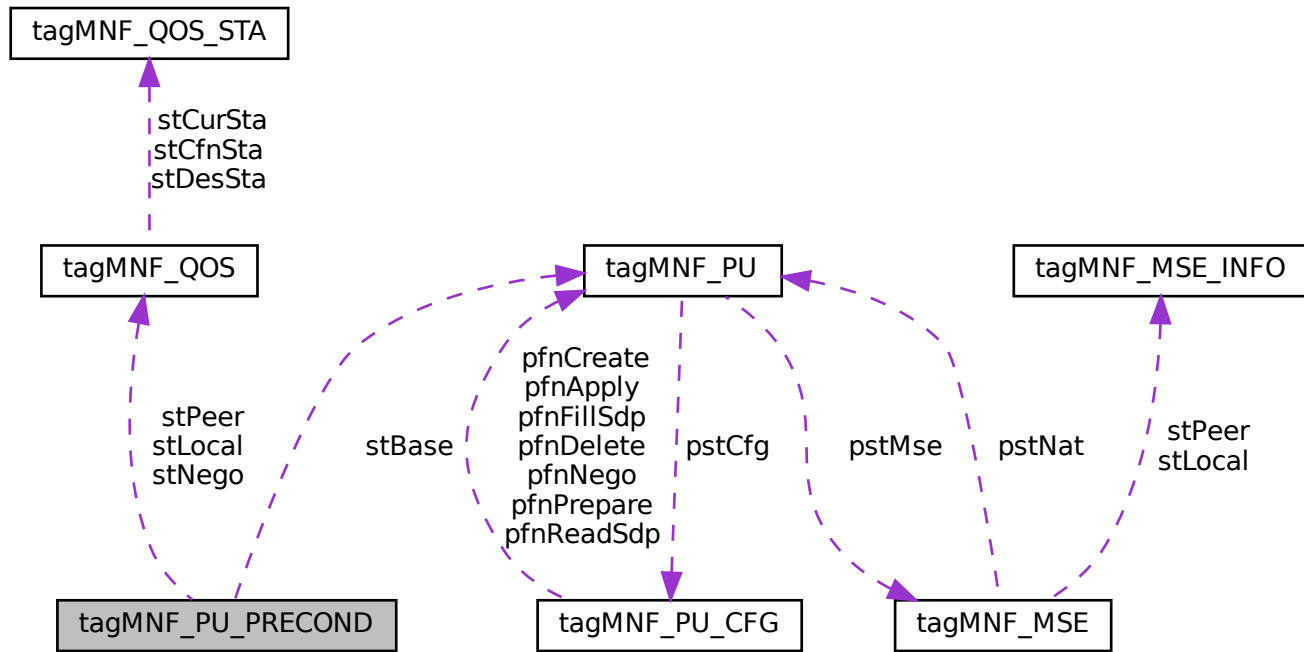 tagMNF_QOS_STA
stCurSta
stCfnSta
stDesSta
tagMNF_QOS
tagMNF_PU
tagMNF_MSE_INFO
stPeer
stLocal
stNego
stBase
pfnCreate
pfnApply
pfnFillSdp
pfnDelete
pfnNego
pfnPrepare
pfnReadSdp
pstCfg
pstMse
pstNat
stPeer
stLocal
tagMNF_PU_PRECOND
tagMNF_PU_CFG
tagMNF_MSE